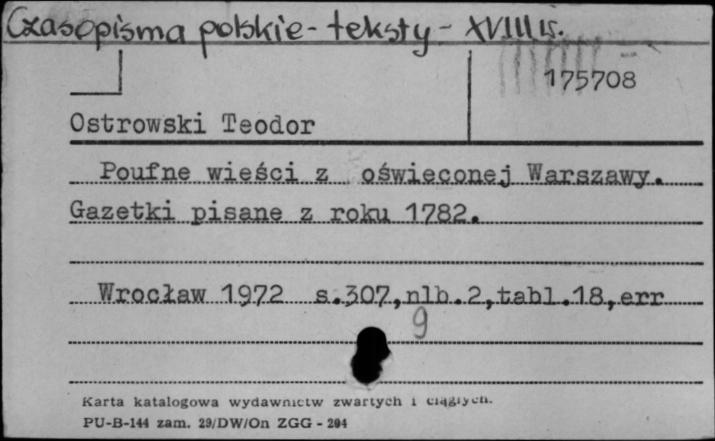 Czasopisma polskie - teksty - XVIII w.
175708
Ostrowski Teodor
Poufne wieści z oświeconej Warszawy.
Gazetki pisane z roku 1782.
Wrocław 1972 s.307,nlb.2,tabl.18,err
9
Karta katalogowa wydawnictw zwartych i ciągłych.
PU-B-144 zam. 29/DW/On ZGG - 204